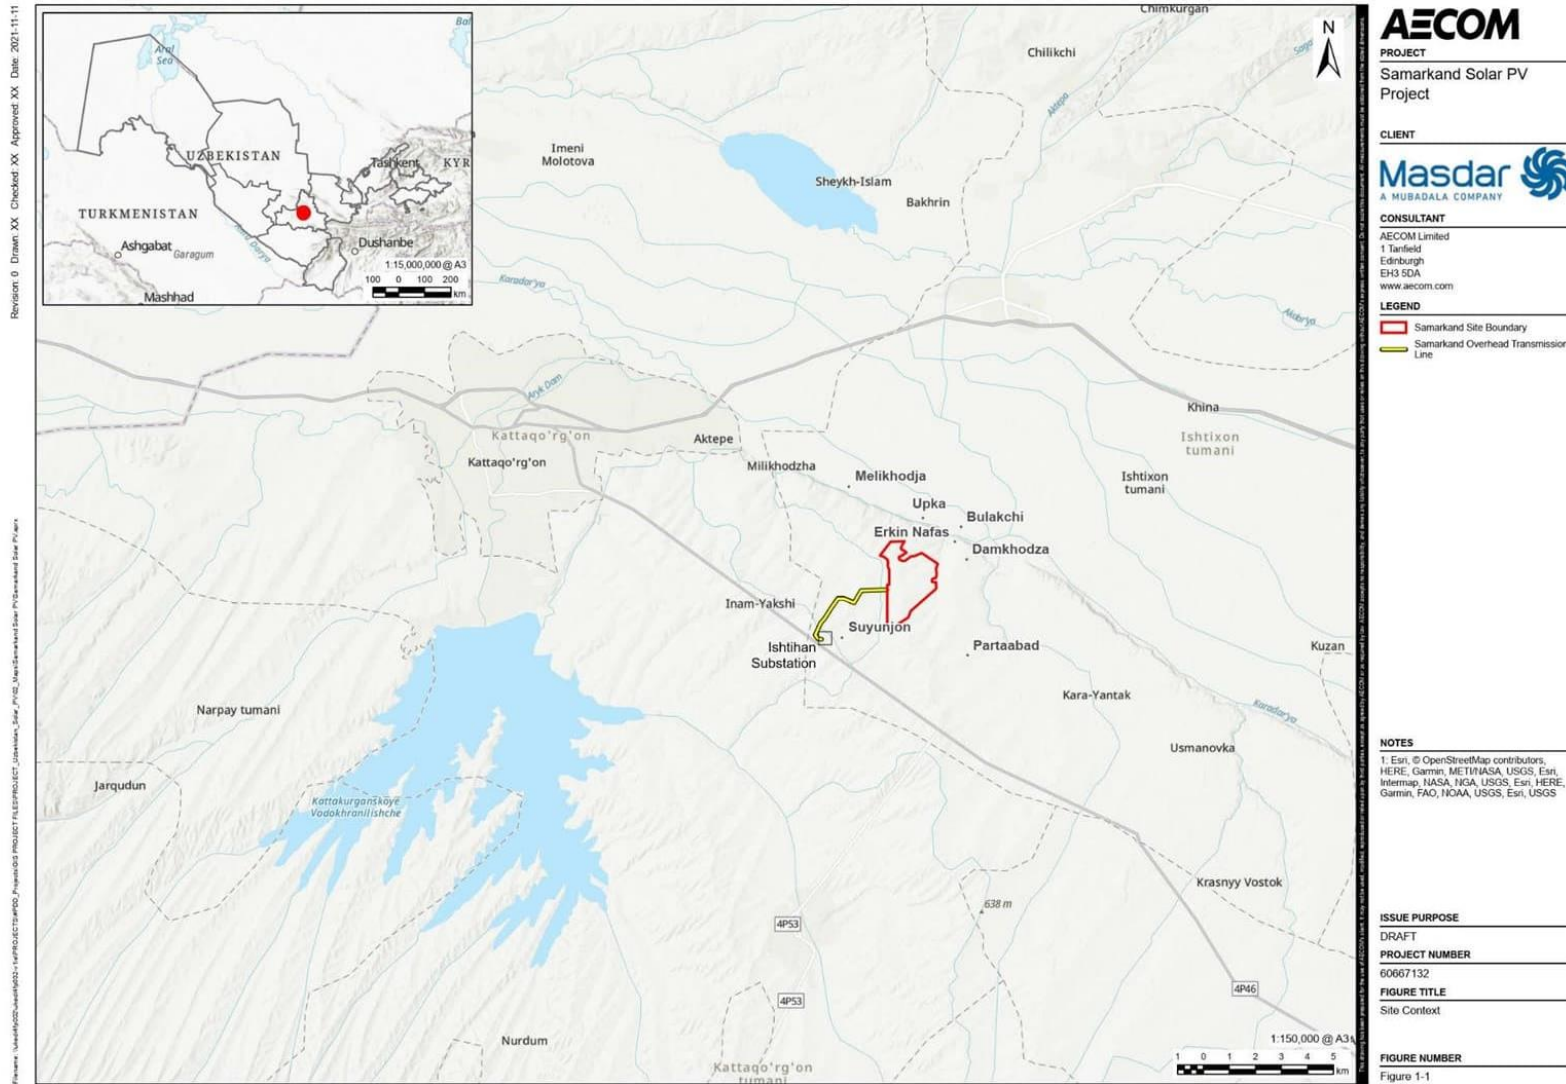 Revision: 0 Drawn: XX Checked: XX Approved: XX Date: 2021-11-11
Aral
Sea
UZBEKISTAN
Tashkent
KYR
TURKMENISTAN
Ashgabat
Garagum
Amu Darya
Dushanbe
Mashhad
1:15,000,000 @ A3
100 0 100 200
km
Bal
N
Chimkurgan
Chilikchi
Aktepa
Imeni
Molotova
Sheykh-Islam
Bakhrin
Karadar'ya
Akdar'ya
Aryk Dam
Kattaqo'rg'on
Kattaqo'rg'on
Aktepe
Khina
Ishtixon
tumani
Milikhodzha
Melikhodja
Ishtixon
tumani
Upka
Bulakchi
Erkin Nafas
Damkhodza
Inam-Yakshi
Suyunjon
Ishtihan
Substation
Partaabad
Kuzan
Kara-Yantak
Karadar'ya
Narpay tumani
Usmanovka
Jarqudun
Kattakurganskoye
Vodokhranilishche
Krasnyy Vostok
638 m
4P53
4P53
4P46
Nurdum
Kattaqo'rg'on
tumani
1:150,000 @ A3
1 0 1 2 3 4 5
km
AECOM
PROJECT
Samarkand Solar PV
Project
CLIENT
Masdar
A MUBADALA COMPANY
CONSULTANT
AECOM Limited
1 Tanfield
Edinburgh
EH3 5DA
www.aecom.com
LEGEND
Samarkand Site Boundary
Samarkand Overhead Transmission
Line
NOTES
1: Esri, © OpenStreetMap contributors,
HERE, Garmin, METI/NASA, USGS, Esri,
Intermap, NASA, NGA, USGS, Esri, HERE,
Garmin, FAO, NOAA, USGS, Esri, USGS
ISSUE PURPOSE
DRAFT
PROJECT NUMBER
60667132
FIGURE TITLE
Site Context
FIGURE NUMBER
Figure 1-1